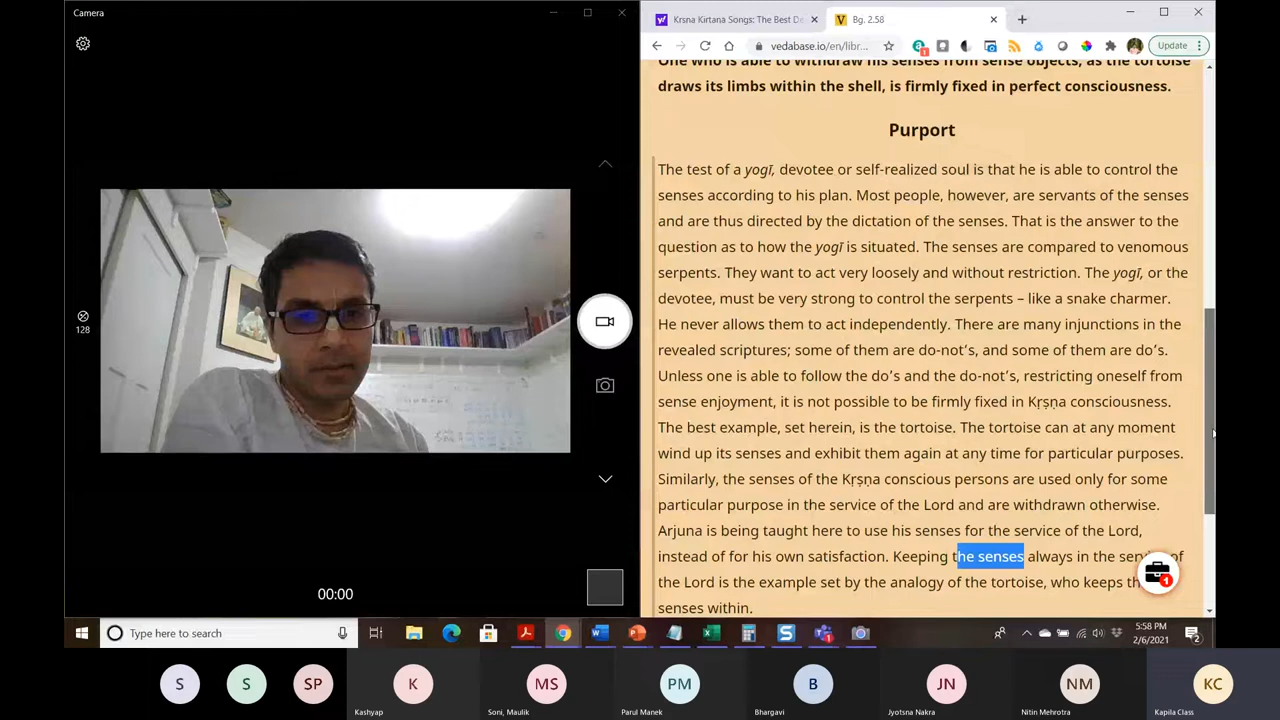 Camera
128
00:00
Krsna Kirtana Songs: The Best De
Bg. 2.58
vedabase.io/en/libr...
1
Update
One who is able to withdraw his senses from sense objects, as the tortoise
draws its limbs within the shell, is firmly fixed in perfect consciousness.
Purport
The test of a yogī, devotee or self-realized soul is that he is able to control the
senses according to his plan. Most people, however, are servants of the senses
and are thus directed by the dictation of the senses. That is the answer to the
question as to how the yogī is situated. The senses are compared to venomous
serpents. They want to act very loosely and without restriction. The yogī, or the
devotee, must be very strong to control the serpents – like a snake charmer.
He never allows them to act independently. There are many injunctions in the
revealed scriptures; some of them are do-not's, and some of them are do's.
Unless one is able to follow the do's and the do-not's, restricting oneself from
sense enjoyment, it is not possible to be firmly fixed in Kṛṣṇa consciousness.
The best example, set herein, is the tortoise. The tortoise can at any moment
wind up its senses and exhibit them again at any time for particular purposes.
Similarly, the senses of the Kṛṣṇa conscious persons are used only for some
particular purpose in the service of the Lord and are withdrawn otherwise.
Arjuna is being taught here to use his senses for the service of the Lord,
instead of for his own satisfaction. Keeping the senses always in the of
the Lord is the example set by the analogy of the tortoise, who keeps
senses within.
1
Type here to search
5:58 PM
2/6/2021
2
S
S
SP
K
MS
PM
B
JN
NM
KC
Kashyap
Soni, Maulik
Parul Manek
Bhargavi
Jyotsna Nakra
Nitin Mehrotra
Kapila Class